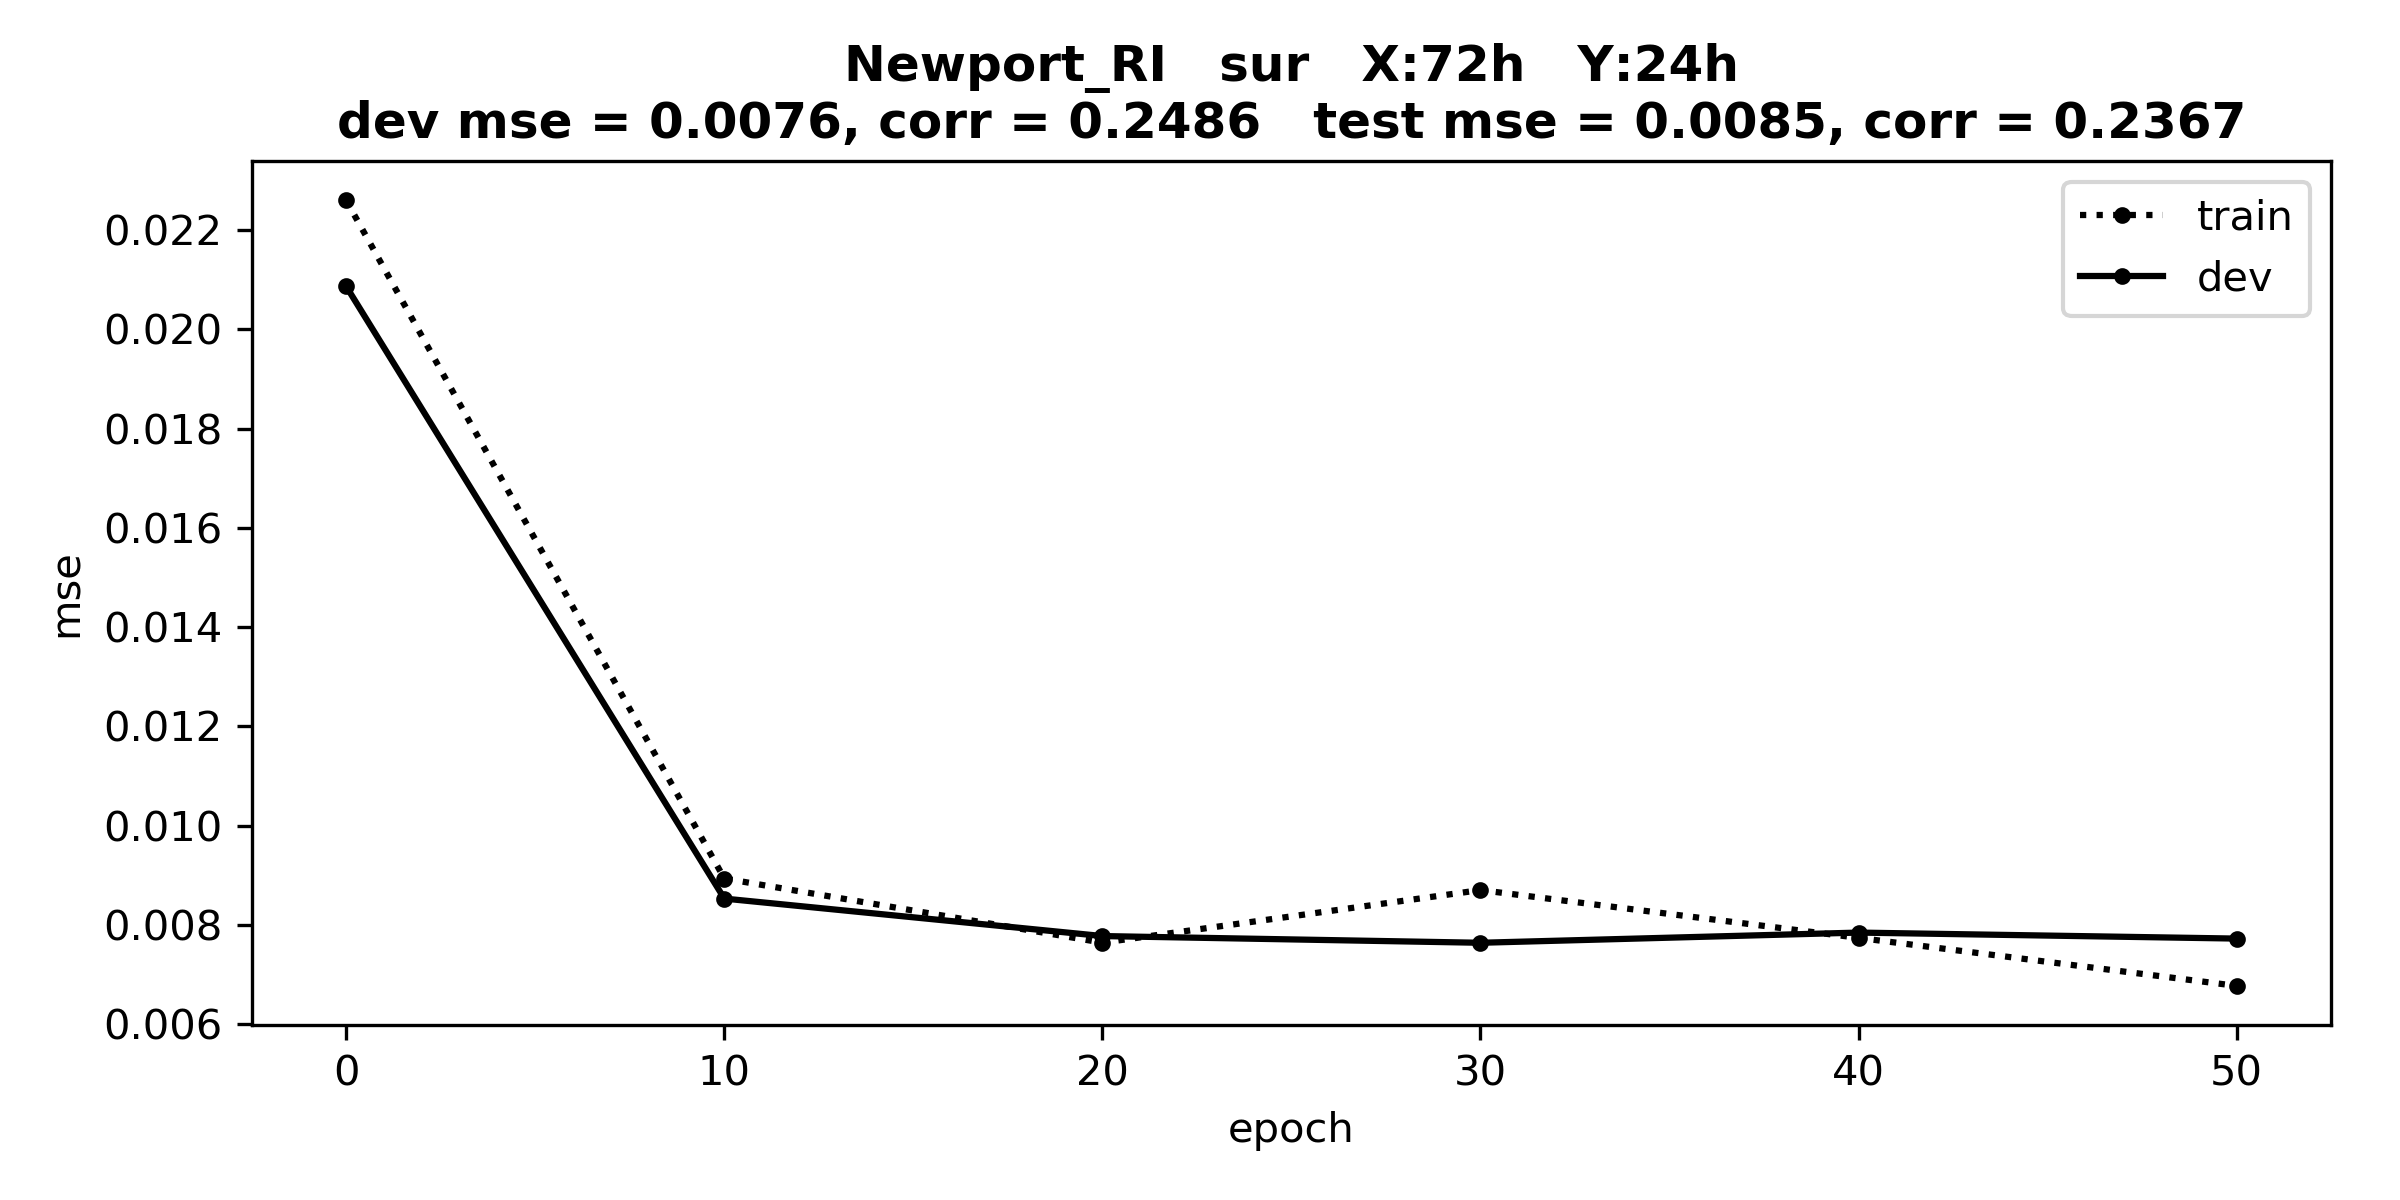 Newport_RI   sur   X:72h   Y:24h
dev mse = 0.0076, corr = 0.2486   test mse = 0.0085, corr = 0.2367
train
dev
mse
0.022
0.020
0.018
0.016
0.014
0.012
0.010
0.008
0.006
0 10 20 30 40 50
epoch